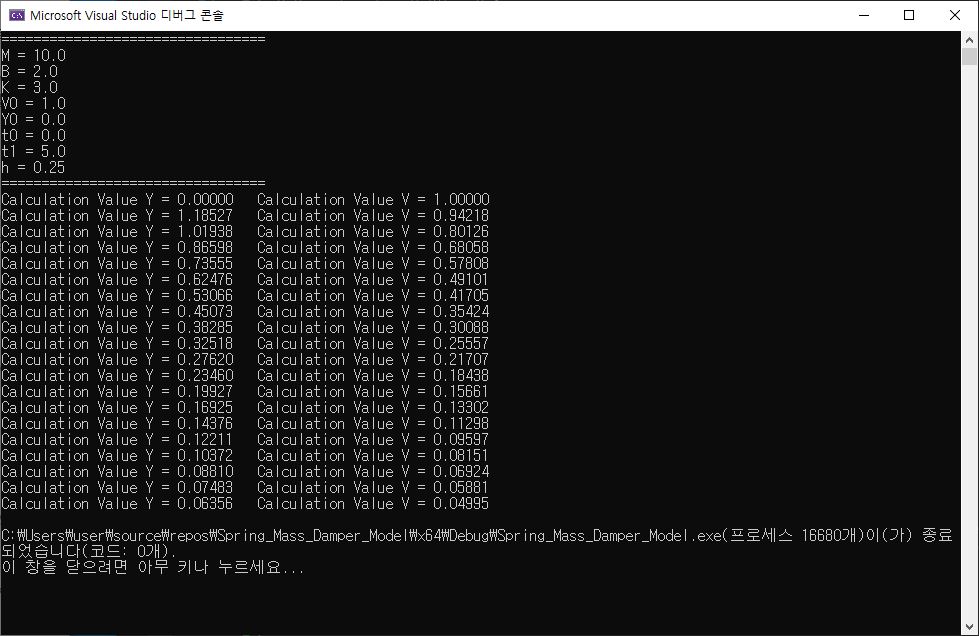 Microsoft Visual Studio 디버그 콘솔
=================================
M = 10.0
B = 2.0
K = 3.0
V0 = 1.0
Y0 = 0.0
t0 = 0.0
t1 = 5.0
h = 0.25
=================================
Calculation Value Y = 0.00000   Calculation Value V = 1.00000
Calculation Value Y = 1.18527   Calculation Value V = 0.94218
Calculation Value Y = 1.01938   Calculation Value V = 0.80126
Calculation Value Y = 0.86598   Calculation Value V = 0.68058
Calculation Value Y = 0.73555   Calculation Value V = 0.57808
Calculation Value Y = 0.62476   Calculation Value V = 0.49101
Calculation Value Y = 0.53066   Calculation Value V = 0.41705
Calculation Value Y = 0.45073   Calculation Value V = 0.35424
Calculation Value Y = 0.38285   Calculation Value V = 0.30088
Calculation Value Y = 0.32518   Calculation Value V = 0.25557
Calculation Value Y = 0.27620   Calculation Value V = 0.21707
Calculation Value Y = 0.23460   Calculation Value V = 0.18438
Calculation Value Y = 0.19927   Calculation Value V = 0.15661
Calculation Value Y = 0.16925   Calculation Value V = 0.13302
Calculation Value Y = 0.14376   Calculation Value V = 0.11298
Calculation Value Y = 0.12211   Calculation Value V = 0.09597
Calculation Value Y = 0.10372   Calculation Value V = 0.08151
Calculation Value Y = 0.08810   Calculation Value V = 0.06924
Calculation Value Y = 0.07483   Calculation Value V = 0.05881
Calculation Value Y = 0.06356   Calculation Value V = 0.04995
C:₩Users₩user₩source₩repos₩Spring_Mass_Damper_Model₩x64₩Debug₩Spring_Mass_Damper_Model.exe(프로세스 16680개)이(가) 종료
되었습니다(코드: 0개).
이 창을 닫으려면 아무 키나 누르세요...